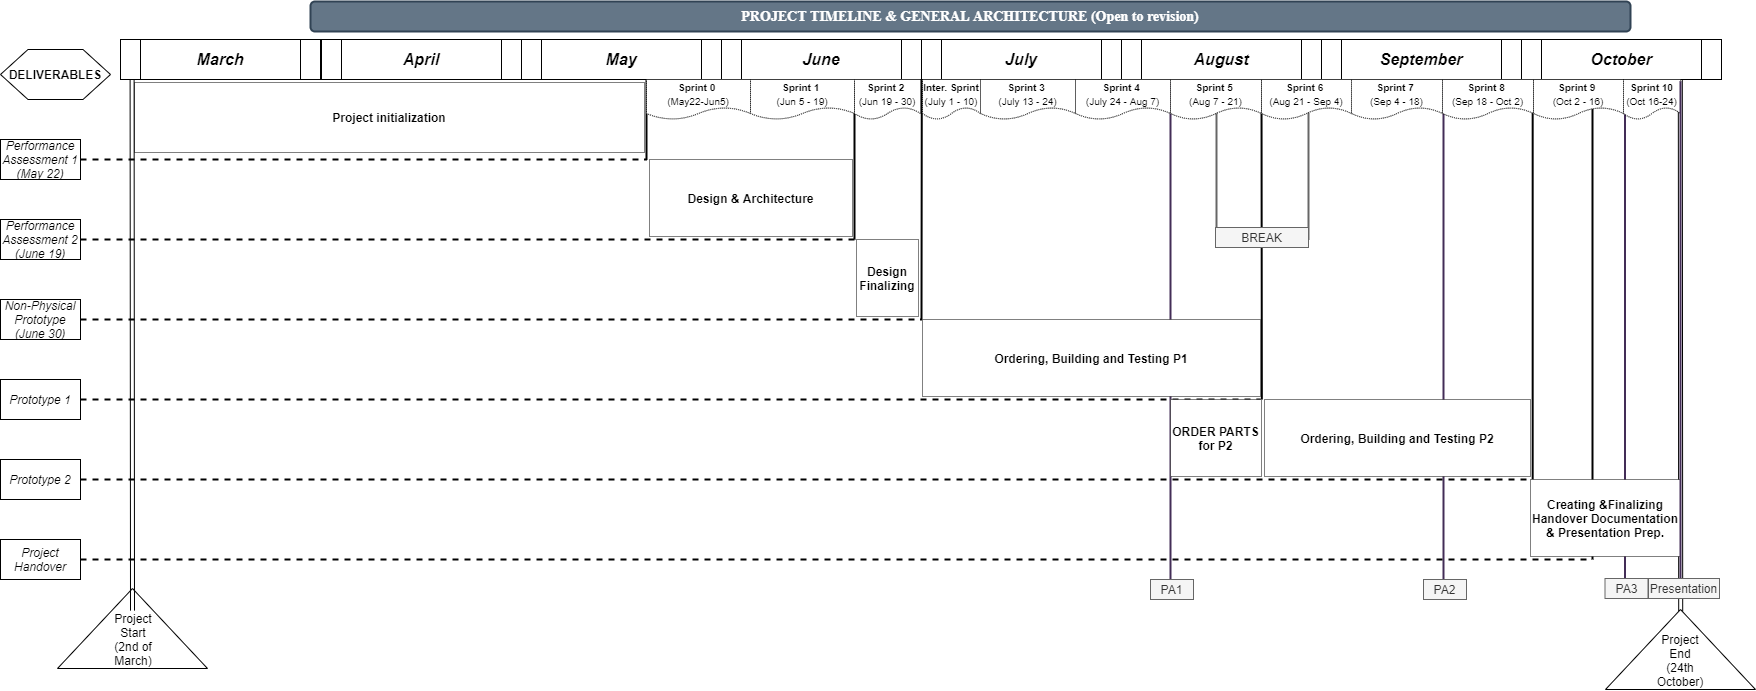 PROJECT TIMELINE & GENERAL ARCHITECTURE (Open to revision)
DELIVERABLES
March
April
May
June
July
August
September
October
Sprint 0
(May22-Jun5)
Sprint 1
(Jun 5 - 19)
Sprint 2
(Jun 19 - 30)
Inter. Sprint
(July 1 - 10)
Sprint 3
(July 13 - 24)
Sprint 4
(July 24 - Aug 7)
Sprint 5
(Aug 7 - 21)
Sprint 6
(Aug 21 - Sep 4)
Sprint 7
(Sep 4 - 18)
Sprint 8
(Sep 18 - Oct 2)
Sprint 9
(Oct 2 - 16)
Sprint 10
(Oct 16-24)
Project initialization
Performance
Assessment 1
(May 22)
Design & Architecture
Performance
Assessment 2
(June 19)
BREAK
Design
Finalizing
Non-Physical
Prototype
(June 30)
Ordering, Building and Testing P1
Prototype 1
ORDER PARTS
for P2
Ordering, Building and Testing P2
Prototype 2
Creating &Finalizing
Handover Documentation
& Presentation Prep.
Project
Handover
PA1
PA2
PA3
Presentation
Project
Start
(2nd of
March)
Project
End
(24th
October)